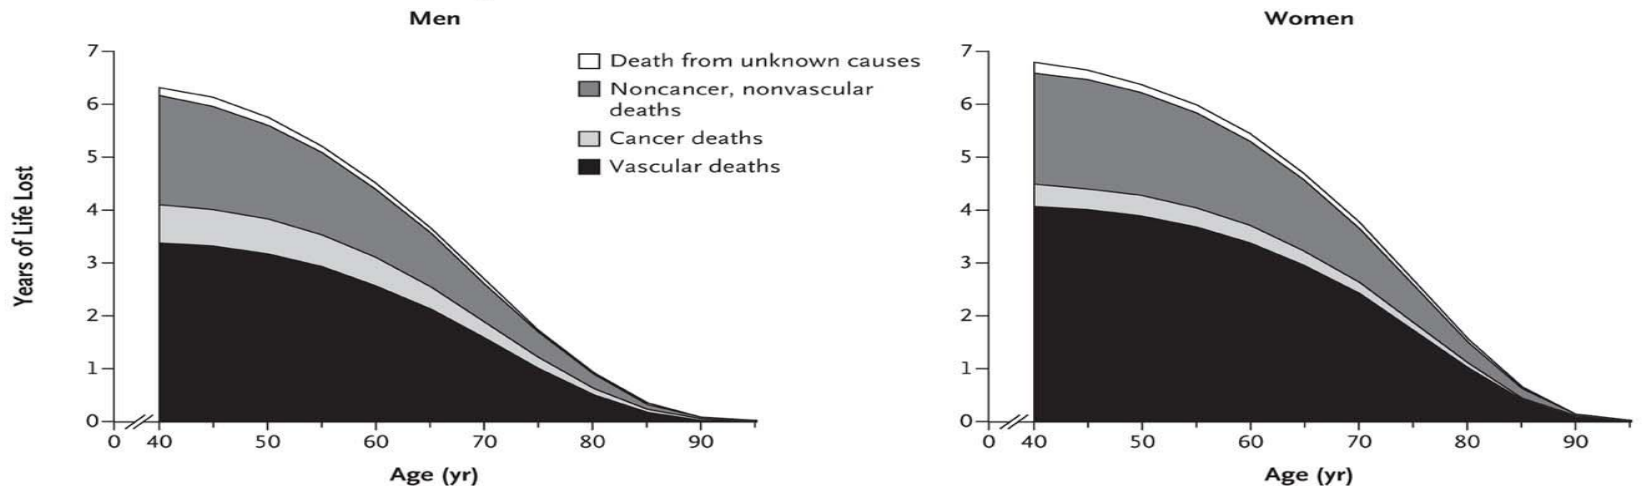 Men
Women
Years of Life Lost
7
6
5
4
3
2
1
0
0 40 50 60 70 80 90
Age (yr)
Death from unknown causes
Noncancer, nonvascular
deaths
Cancer deaths
Vascular deaths
7
6
5
4
3
2
1
0
0 40 50 60 70 80 90
Age (yr)